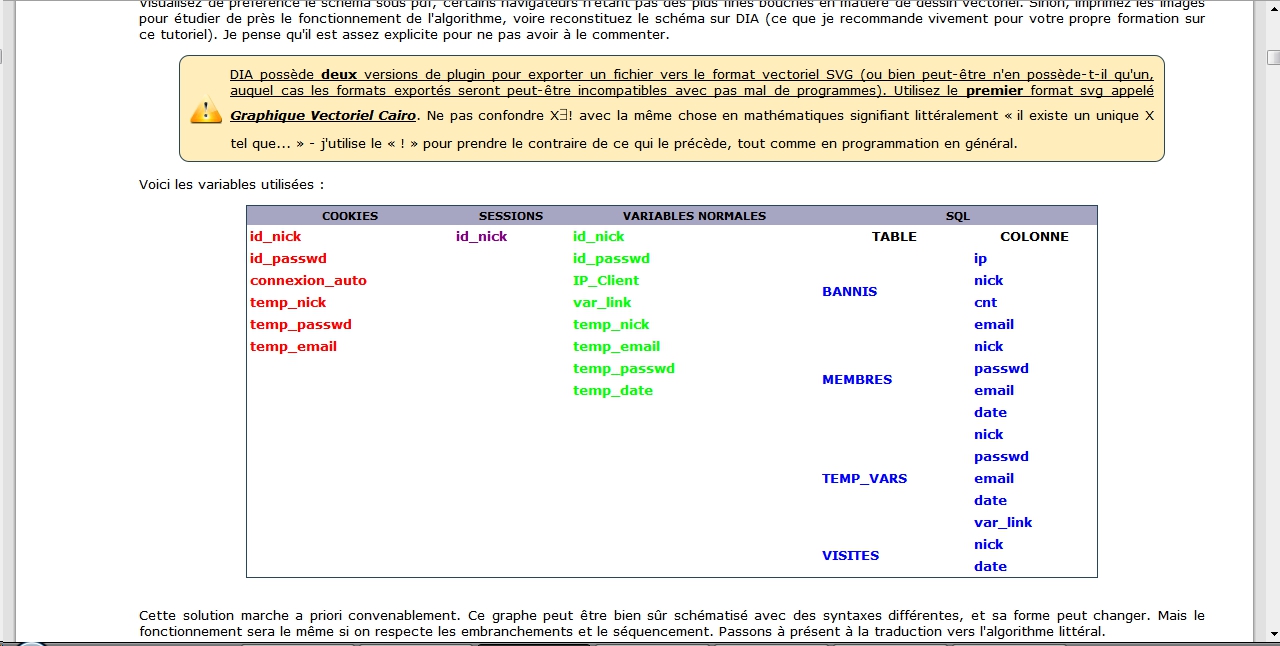 visualisez de préférence le schéma sous pdf, certains navigateurs n'étant pas des plus fines bouches en matière de dessin vectoriel. Sinon, imprimez les images
pour étudier de près le fonctionnement de l'algorithme, voire reconstituez le schéma sur DIA (ce que je recommande vivement pour votre propre formation sur
ce tutoriel). Je pense qu'il est assez explicite pour ne pas avoir à le commenter.
DIA possède deux versions de plugin pour exporter un fichier vers le format vectoriel SVG (ou bien peut-être n'en possède-t-il qu'un,
auquel cas les formats exportés seront peut-être incompatibles avec pas mal de programmes). Utilisez le premier format svg appelé
Graphique Vectoriel Cairo. Ne pas confondre X∃! avec la même chose en mathématiques signifiant littéralement « il existe un unique X
tel que... » - j'utilise le « ! » pour prendre le contraire de ce qui le précède, tout comme en programmation en général.
Voici les variables utilisées :
COOKIES SESSIONS VARIABLES NORMALES SQL
id_nick id_nick id_nick TABLE COLONNE
id_passwd id_passwd ip
connexion_auto IP_Client nick
BANNIS
temp_nick var_link cnt
temp_passwd temp_nick email
temp_email temp_email nick
temp_passwd passwd
MEMBRES
temp_date email
date
nick
passwd
TEMP_VARS email
date
var_link
nick
VISITES
date
Cette solution marche a priori convenablement. Ce graphe peut être bien sûr schématisé avec des syntaxes différentes, et sa forme peut changer. Mais le
fonctionnement sera le même si on respecte les embranchements et le séquencement. Passons à présent à la traduction vers l'algorithme littéral.